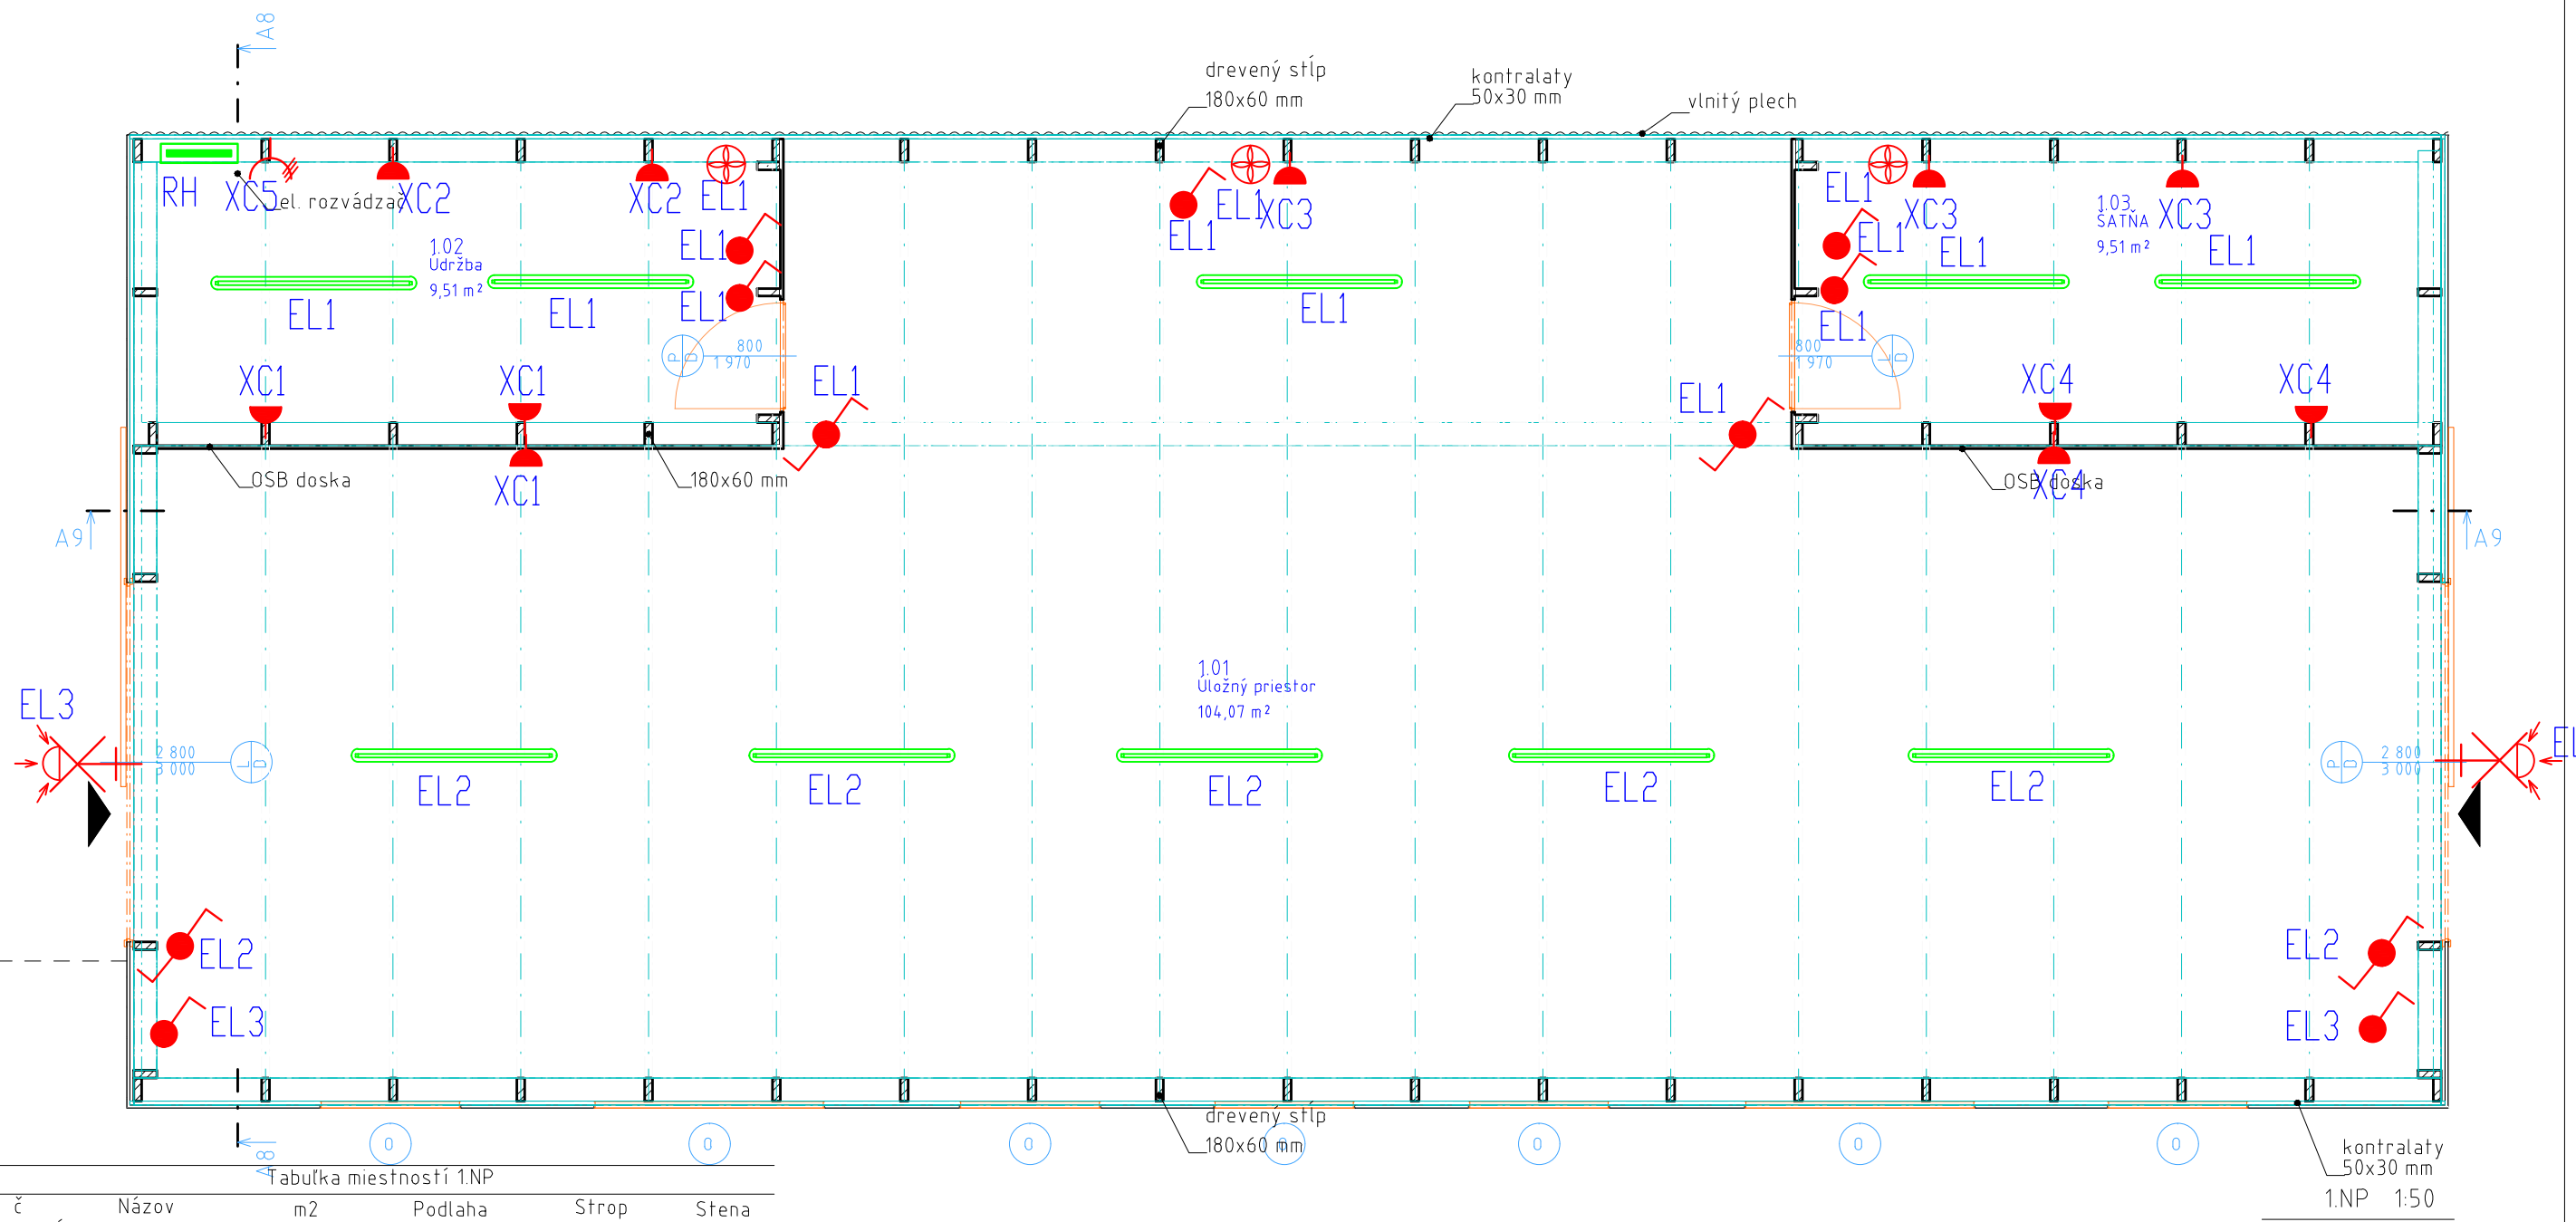 A8
drevený stĺp
180x60 mm
kontralaty
50x30 mm
vlnitý plech
RH
XC5
el. rozvádzač
XC2
XC2
EL1
EL1
EL1
XC3
EL1
EL1
XC3
1.03
ŠATŇA
9,51 m²
XC3
1.02
Údržba
9,51 m²
EL1
EL1
EL1
EL1
EL1
EL1
EL1
EL1
EL1
EL1
P
D
800
1 970
800
1 970
L
D
XC1
XC1
EL1
EL1
XC4
XC4
OSB doska
XC1
180x60 mm
OSB doska
XC4
A9
A9
1.01
Úložný priestor
104,07 m²
EL3
2 800
3 000
L
D
P
D
2 800
3 000
EL
EL2
EL2
EL2
EL2
EL2
EL2
EL3
EL2
EL3
drevený stĺp
180x60 mm
0
0
0
0
0
0
0
kontralaty
50x30 mm
A8
Tabuľka miestností 1.NP
č
Názov
m2
Podlaha
Strop
Stena
1.NP 1:50